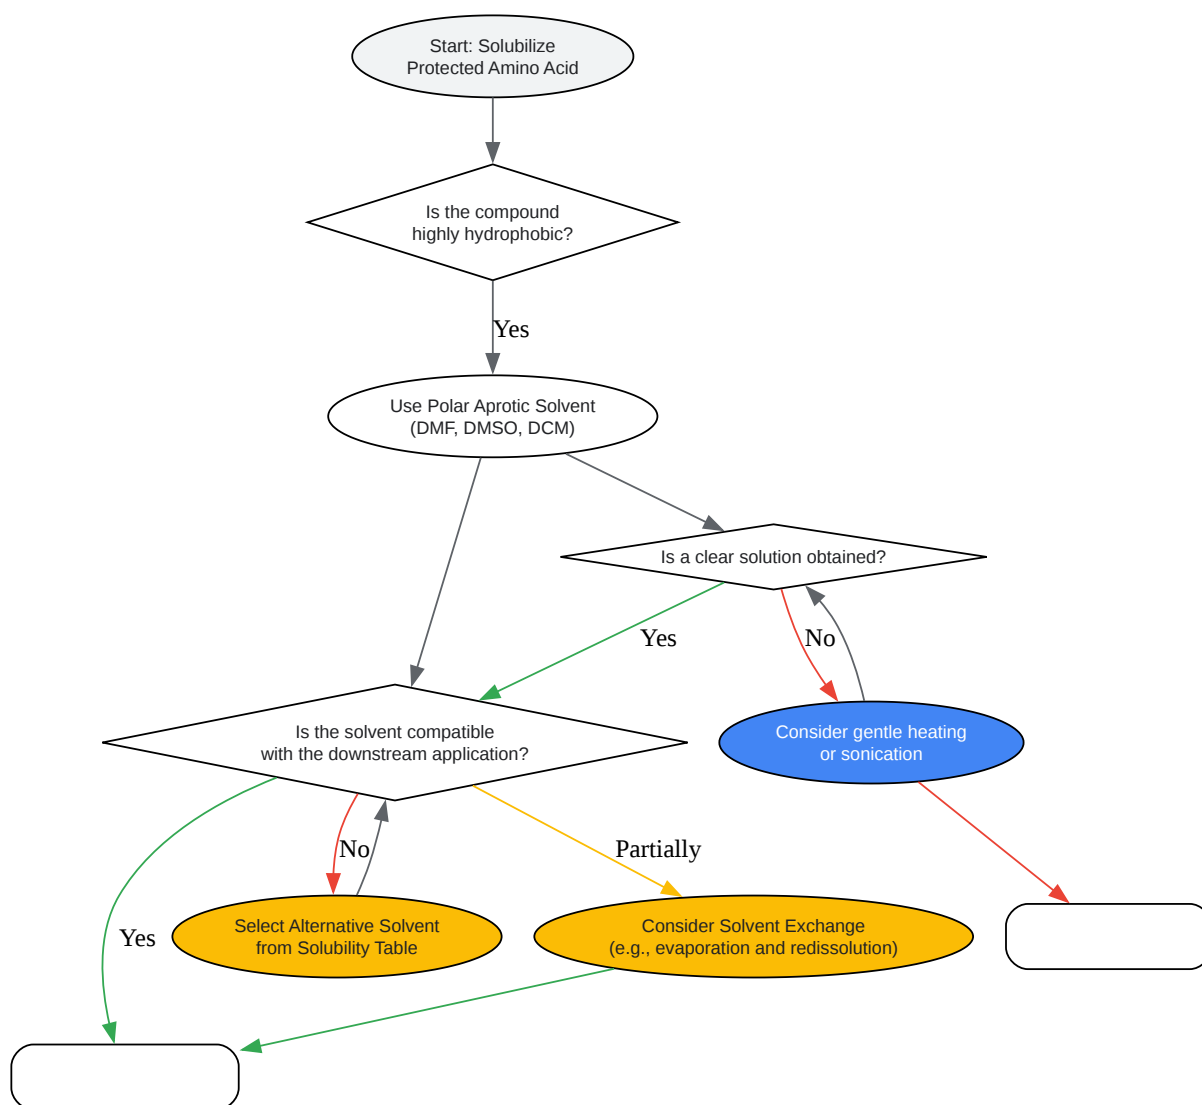 Start: Solubilize
Protected Amino Acid
Is the compound
highly hydrophobic?
Yes
Use Polar Aprotic Solvent
(DMF, DMSO, DCM)
Is a clear solution obtained?
Yes
No
Is the solvent compatible
with the downstream application?
Consider gentle heating
or sonication
No
Partially
Yes
Select Alternative Solvent
from Solubility Table
Consider Solvent Exchange
(e.g., evaporation and redissolution)